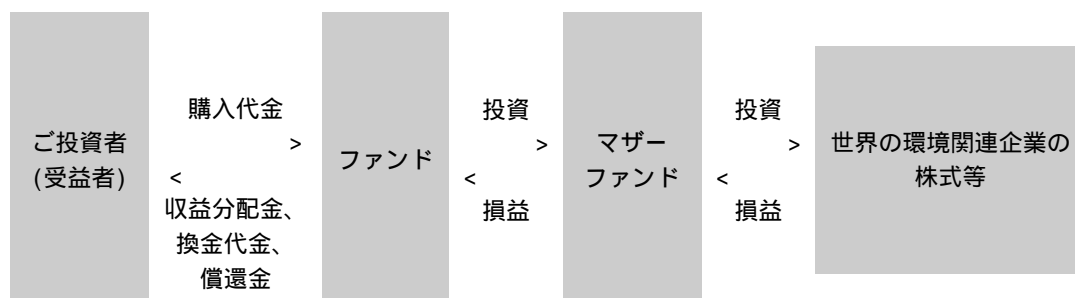 ご投資者
(受益者)
購入代金
>
<
収益分配金、
換金代金、
償還金
ファンド
投資
>
<
損益
マザー
ファンド
投資
>
<
損益
世界の環境関連企業の
株式等